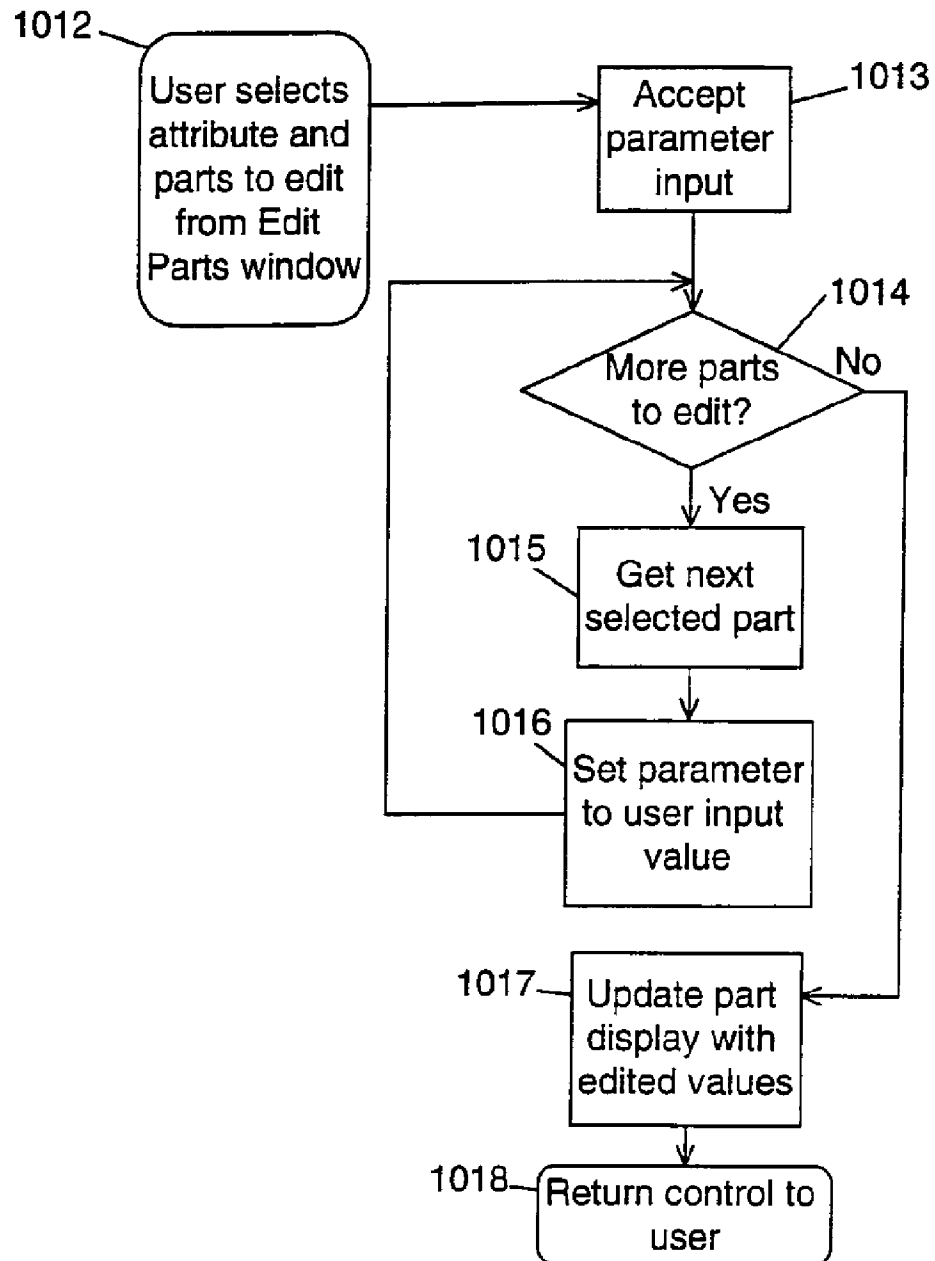 1012
User selects
attribute and
parts to edit
from Edit
Parts window
1013
Accept
parameter
input
1014
More parts
to edit?
No
Yes
1015
Get next
selected part
1016
Set parameter
to user input
value
1017
Update part
display with
edited values
1018
Return control to
user